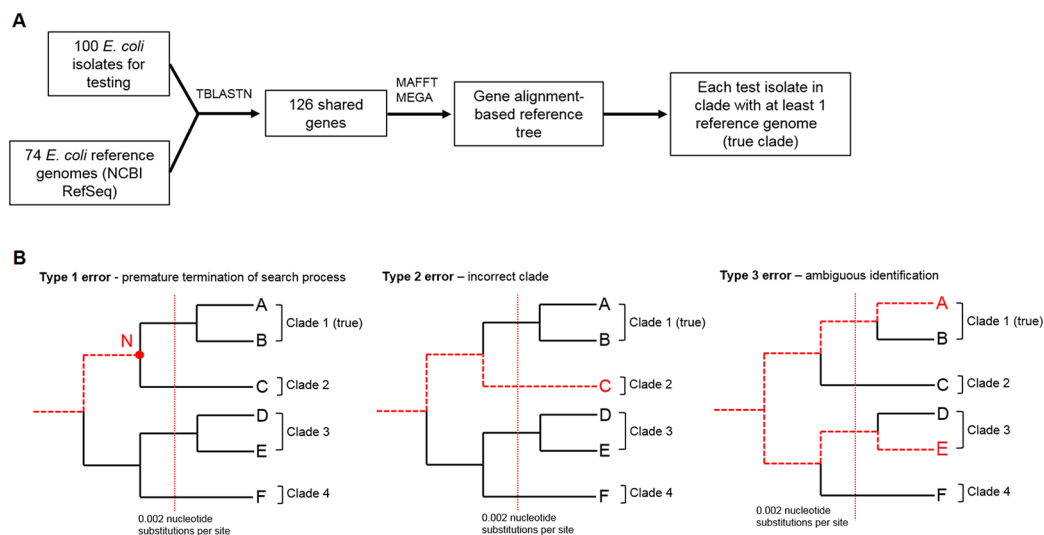 A
100 E. coli
isolates for
testing
74 E. coli reference
genomes (NCBI
RefSeq)
TBLASTN
126 shared
genes
MAFFT
MEGA
Gene alignment-
based reference
tree
Each test isolate in
clade with at least 1
reference genome
(true clade)
B
Type 1 error - premature termination of search process
N
A
B
C
D
E
F
Clade 1 (true)
Clade 2
Clade 3
Clade 4
0.002 nucleotide
substitutions per site
Type 2 error – incorrect clade
A
B
C
D
E
F
Clade 1 (true)
Clade 2
Clade 3
Clade 4
0.002 nucleotide
substitutions per site
Type 3 error – ambiguous identification
A
B
C
D
E
F
Clade 1 (true)
Clade 2
Clade 3
Clade 4
0.002 nucleotide
substitutions per site